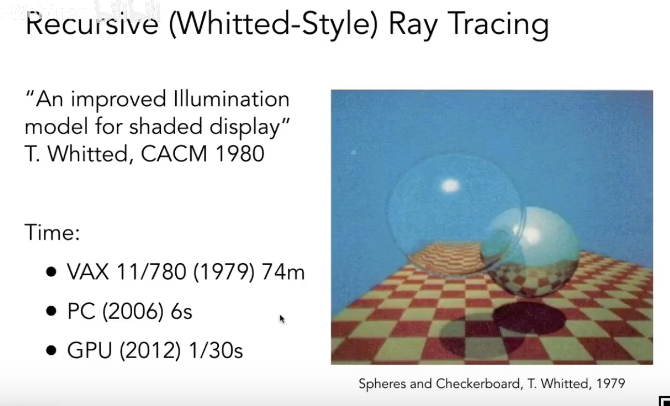 Recursive (Whitted-Style) Ray Tracing
“An improved Illumination
model for shaded display”
T. Whitted, CACM 1980
Time:
• VAX 11/780 (1979) 74m
• PC (2006) 6s
• GPU (2012) 1/30s
Spheres and Checkerboard, T. Whitted, 1979